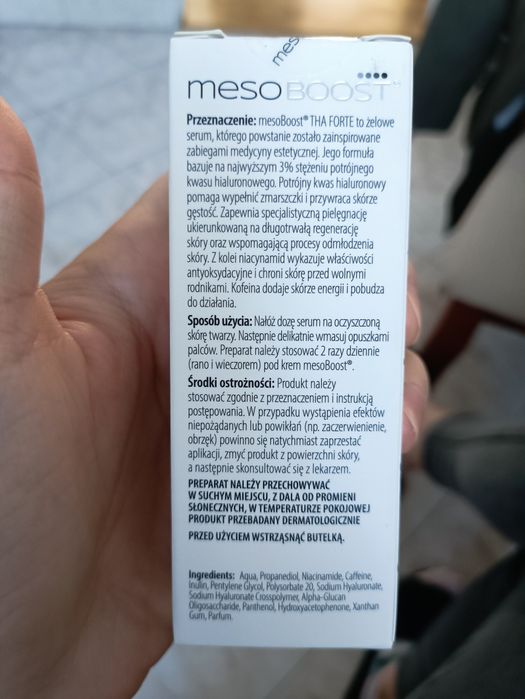 mes
meso BOOST
Przeznaczenie: mesoBoost® THA FORTE to żelowe
serum, którego powstanie zostało zainspirowane
zabiegami medycyny estetycznej. Jego formuła
bazuje na najwyższym 3% stężeniu potrójnego
kwasu hialuronowego. Potrójny kwas hialuronowy
pomaga wypełnić zmarszczki i przywraca skórze
gęstość. Zapewnia specjalistyczną pielęgnację
ukierunkowaną na długotrwałą regenerację
skóry oraz wspomagającą procesy odmłodzenia
skóry. Z kolei niacynamid wykazuje właściwości
antyoksydacyjne i chroni skórę przed wolnymi
rodnikami. Kofeina dodaje skórze energii i pobudza
do działania.
Sposób użycia: Nałóż dozę serum na oczyszczoną
skórę twarzy. Następnie delikatnie wmasuj opuszkami
palców. Preparat należy stosować 2 razy dziennie
(rano i wieczorem) pod krem mesoBoost®.
Środki ostrożności: Produkt należy
stosować zgodnie z przeznaczeniem i instrukcją
postępowania. W przypadku wystąpienia efektów
niepożądanych lub powikłań (np. zaczerwienienie,
obrzęk) powinno się natychmiast zaprzestać
aplikacji, zmyć produkt z powierzchni skóry,
a następnie skonsultować się z lekarzem.
PREPARAT NALEŻY PRZECHOWYWAĆ
W SUCHYM MIEJSCU, Z DALA OD PROMIENI
SŁONECZNYCH, W TEMPERATURZE POKOJOWEJ
PRODUKT PRZEBADANY DERMATOLOGICZNIE
PRZED UŻYCIEM WSTRZĄSNĄĆ BUTELKĄ.
Ingredients: Aqua, Propanediol, Niacinamide, Caffeine,
Inulin, Pentylene Glycol, Polysorbate 20, Sodium Hyaluronate,
Sodium Hyaluronate Crosspolymer, Alpha-Glucan
Oligosaccharide, Panthenol, Hydroxyacetophenone, Xanthan
Gum, Parfum.